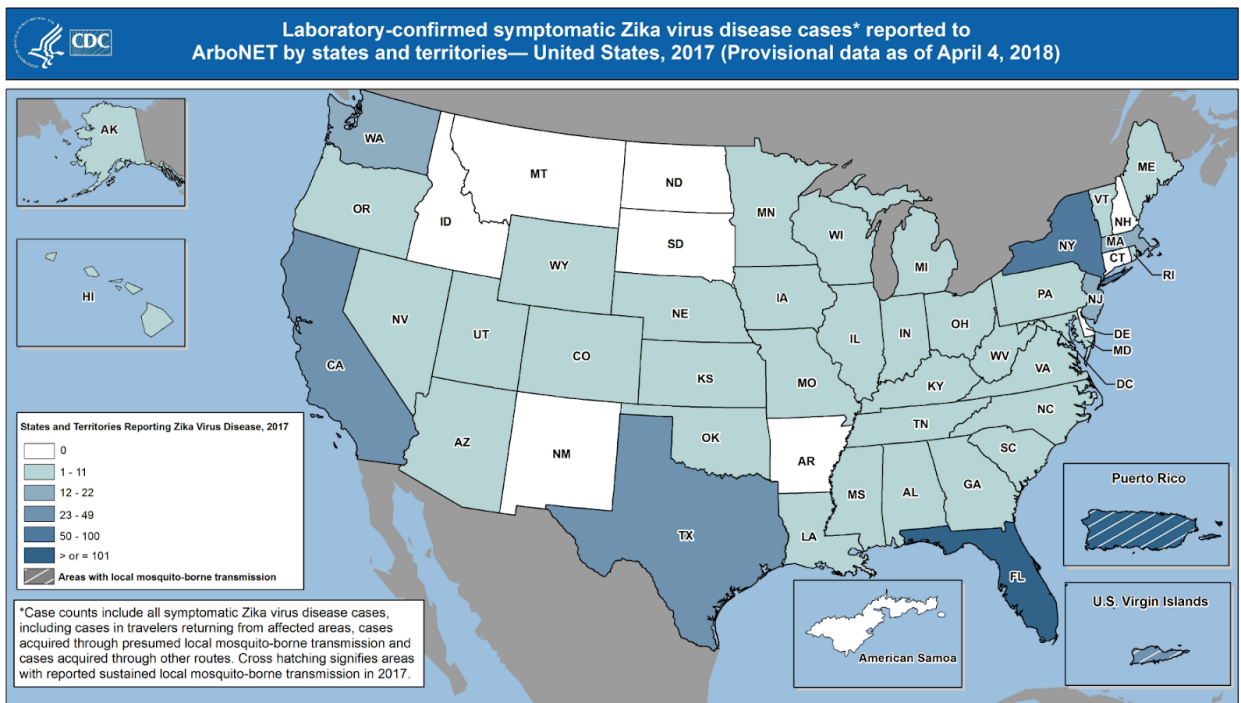 CDC
Laboratory-confirmed symptomatic Zika virus disease cases* reported to
ArboNET by states and territories— United States, 2017 (Provisional data as of April 4, 2018)
AK
HI
WA
OR
CA
ID
NV
MT
WY
UT
AZ
CO
NM
ND
SD
NE
KS
OK
TX
MN
IA
MO
AR
LA
WI
IL
MI
IN
OH
KY
TN
MS
AL
GA
FL
SC
NC
VA
WV
PA
NY
VT
NH
ME
MA
CT
RI
NJ
DE
MD
DC
States and Territories Reporting Zika Virus Disease, 2017
0
1 - 11
12 - 22
23 - 49
50 - 100
> or = 101
Areas with local mosquito-borne transmission
*Case counts include all symptomatic Zika virus disease cases,
including cases in travelers returning from affected areas, cases
acquired through presumed local mosquito-borne transmission and
cases acquired through other routes. Cross hatching signifies areas
with reported sustained local mosquito-borne transmission in 2017.
American Samoa
Puerto Rico
U.S. Virgin Islands